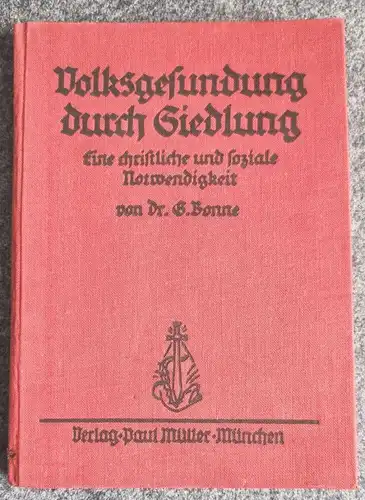 Volksgesundung
durch Siedlung
Eine christliche und soziale
Notwendigkeit
von Dr. G. Bonne
Verlag · Paul Müller · München